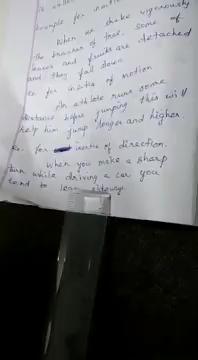 example for
When we shake vigorously
the branches of tree, some of
leaves and fruits are detached
and they fall down.
Ex. for inertia of motion
An athlete runs some
distance before jumping this will
help him jump longer and higher.
Ex. for inertia of direction.
When you make a sharp
turn while driving a car you
tend to lean sideways.